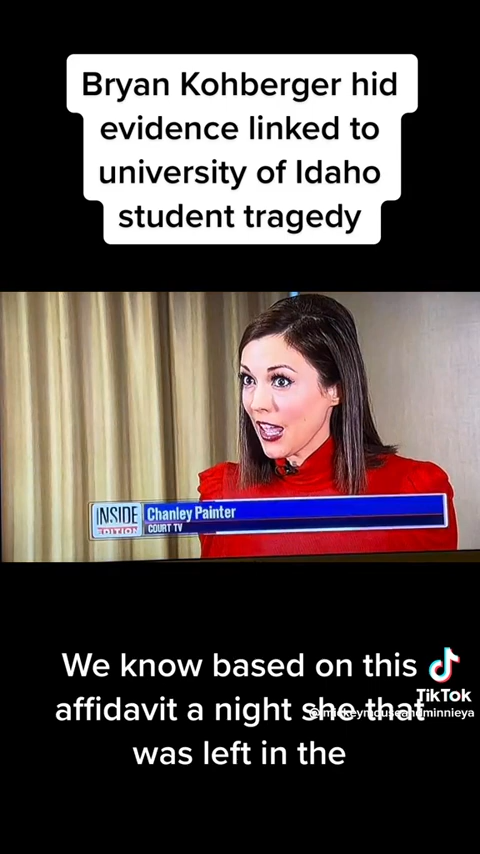 Bryan Kohberger hid
evidence linked to
university of Idaho
student tragedy
INSIDE
EDITION
Chanley Painter
COURT TV
We know based on this
affidavit a night she that
was left in the
TikTok
@mickeymouseandminnieya